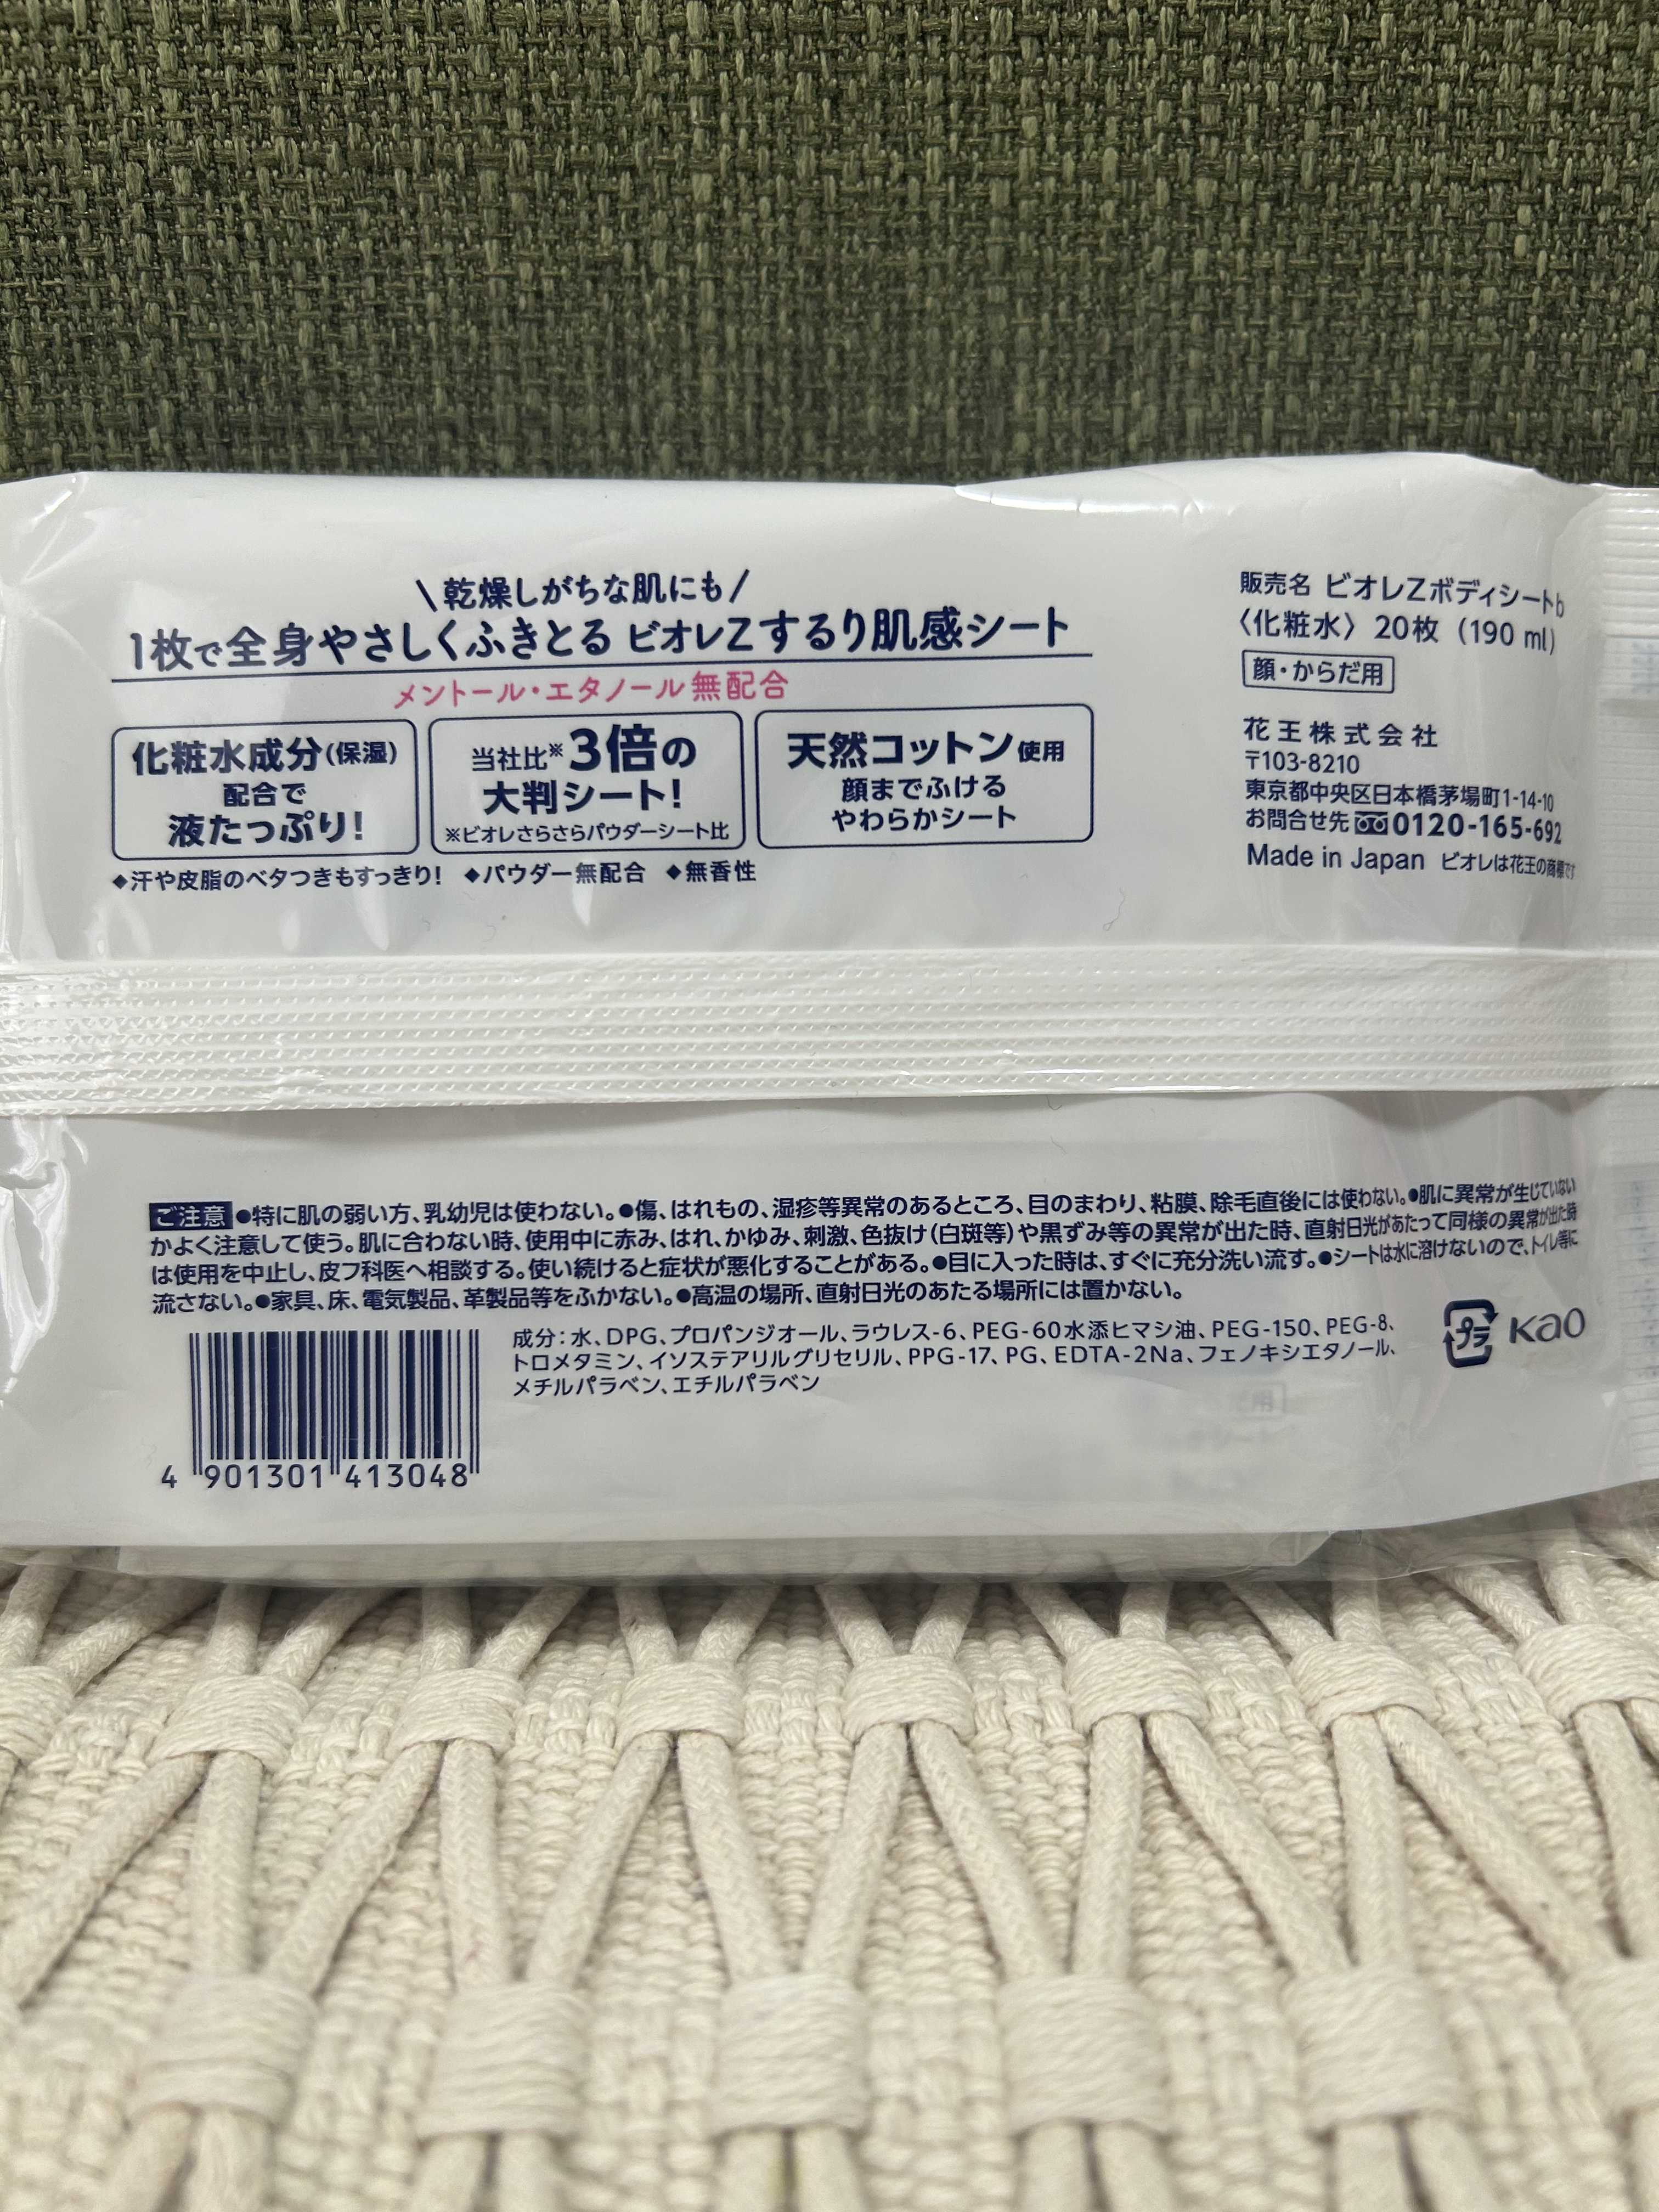 乾燥しがちな肌にも
1枚で全身やさしくふきとる ビオレZするり肌感シート
メントール・エタノール無配合
化粧水成分(保湿)
配合で
液たっぷり!
当社比※3倍の
大判シート!
※ビオレさらさらパウダーシート比
天然コットン使用
顔までふける
やわらかシート
◆汗や皮脂のベタつきもすっきり! ◆パウダー無配合 ◆無香性
販売名 ビオレZボディシートb
〈化粧水〉 20枚 (190 ml)
顔・からだ用
花王株式会社
〒103-8210
東京都中央区日本橋茅場町1-14-10
お問合せ先 0120-165-692
Made in Japan ビオレは花王の商標です
ご注意 ●特に肌の弱い方、乳幼児は使わない。●傷、はれもの、湿疹等異常のあるところ、目のまわり、粘膜、除毛直後には使わない。●肌に異常が生じていない
かよく注意して使う。肌に合わない時、使用中に赤み、はれ、かゆみ、刺激、色抜け(白斑等)や黒ずみ等の異常が出た時、直射日光があたって同様の異常が出た時
は使用を中止し、皮フ科医へ相談する。使い続けると症状が悪化することがある。●目に入った時は、すぐに充分洗い流す。●シートは水に溶けないので、トイレ等に
流さない。●家具、床、電気製品、革製品等をふかない。●高温の場所、直射日光のあたる場所には置かない。
成分：水、DPG、プロパンジオール、ラウレス-6、PEG-60水添ヒマシ油、PEG-150、PEG-8、
トロメタミン、イソステアリルグリセリル、PPG-17、PG、EDTA-2Na、フェノキシエタノール、
メチルパラベン、エチルパラベン
プラ
Kao
4 901301 413048